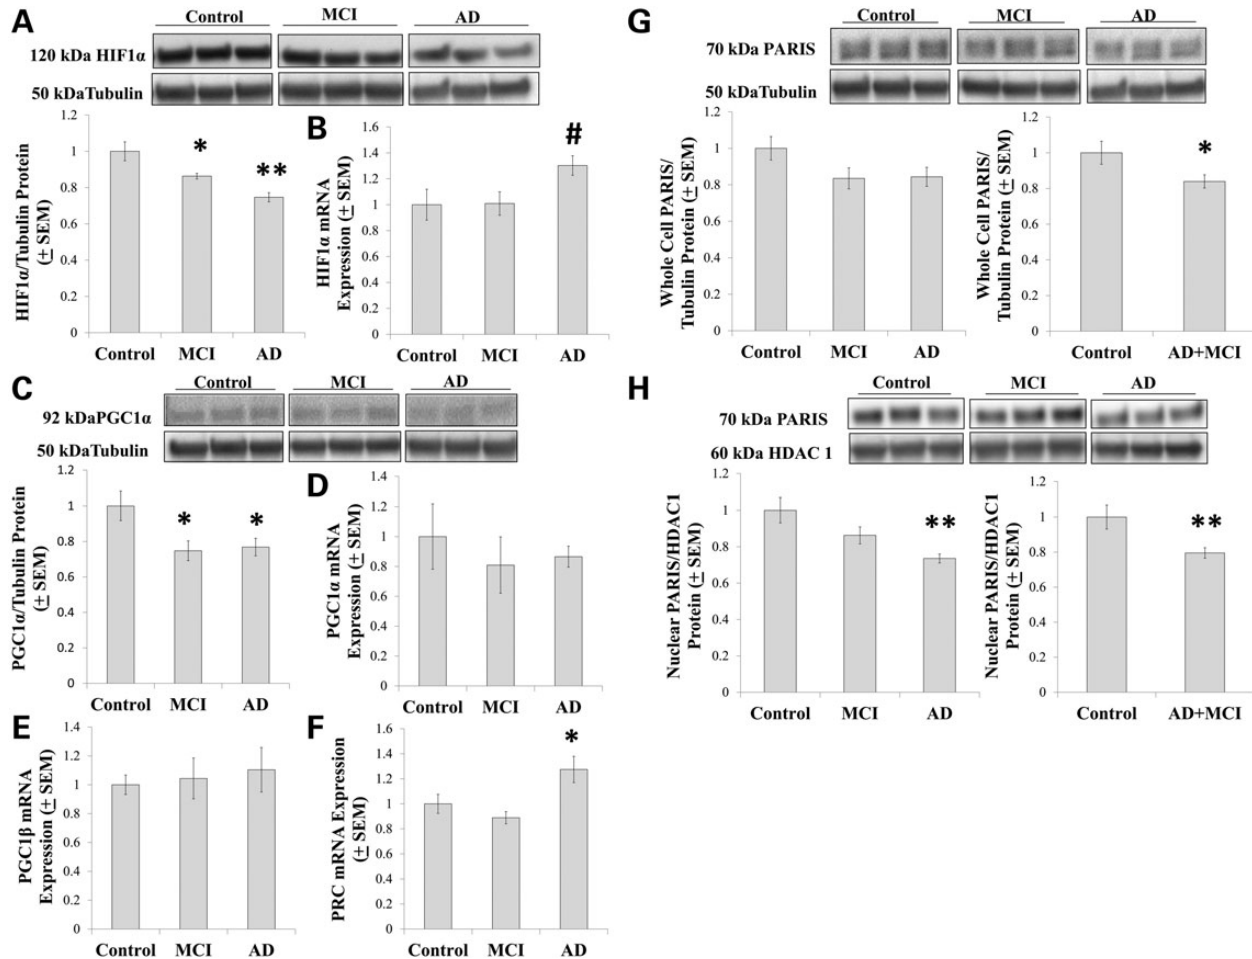 A
Control
MCI
AD
120 kDa HIF1α
50 kDaTubulin
HIF1α/Tubulin Protein
(± SEM)
1.2
1
0.8
0.6
0.4
0.2
0
*
**
Control
MCI
AD
B
HIF1α mRNA
Expression (± SEM)
1.6
1.4
1.2
1
0.8
0.6
0.4
0.2
0
#
Control
MCI
AD
C
Control
MCI
AD
92 kDaPGC1α
50 kDaTubulin
PGC1α/Tubulin Protein
(± SEM)
1.2
1
0.8
0.6
0.4
0.2
0
*
*
Control
MCI
AD
D
PGC1α mRNA
Expression (± SEM)
1.4
1.2
1
0.8
0.6
0.4
0.2
0
Control
MCI
AD
E
PGC1β mRNA
Expression (± SEM)
1.4
1.2
1
0.8
0.6
0.4
0.2
0
Control
MCI
AD
F
PRC mRNA Expression
(± SEM)
1.6
1.4
1.2
1
0.8
0.6
0.4
0.2
0
*
Control
MCI
AD
G
Control
MCI
AD
70 kDa PARIS
50 kDaTubulin
Whole Cell PARIS/
Tubulin Protein (± SEM)
1.2
1
0.8
0.6
0.4
0.2
0
Control
MCI
AD
Whole Cell PARIS/
Tubulin Protein (± SEM)
1.2
1
0.8
0.6
0.4
0.2
0
*
Control
AD+MCI
H
Control
MCI
AD
70 kDa PARIS
60 kDa HDAC 1
Nuclear PARIS/HDAC1
Protein (± SEM)
1.2
1
0.8
0.6
0.4
0.2
0
**
Control
MCI
AD
Nuclear PARIS/HDAC1
Protein (± SEM)
1.2
1
0.8
0.6
0.4
0.2
0
**
Control
AD+MCI